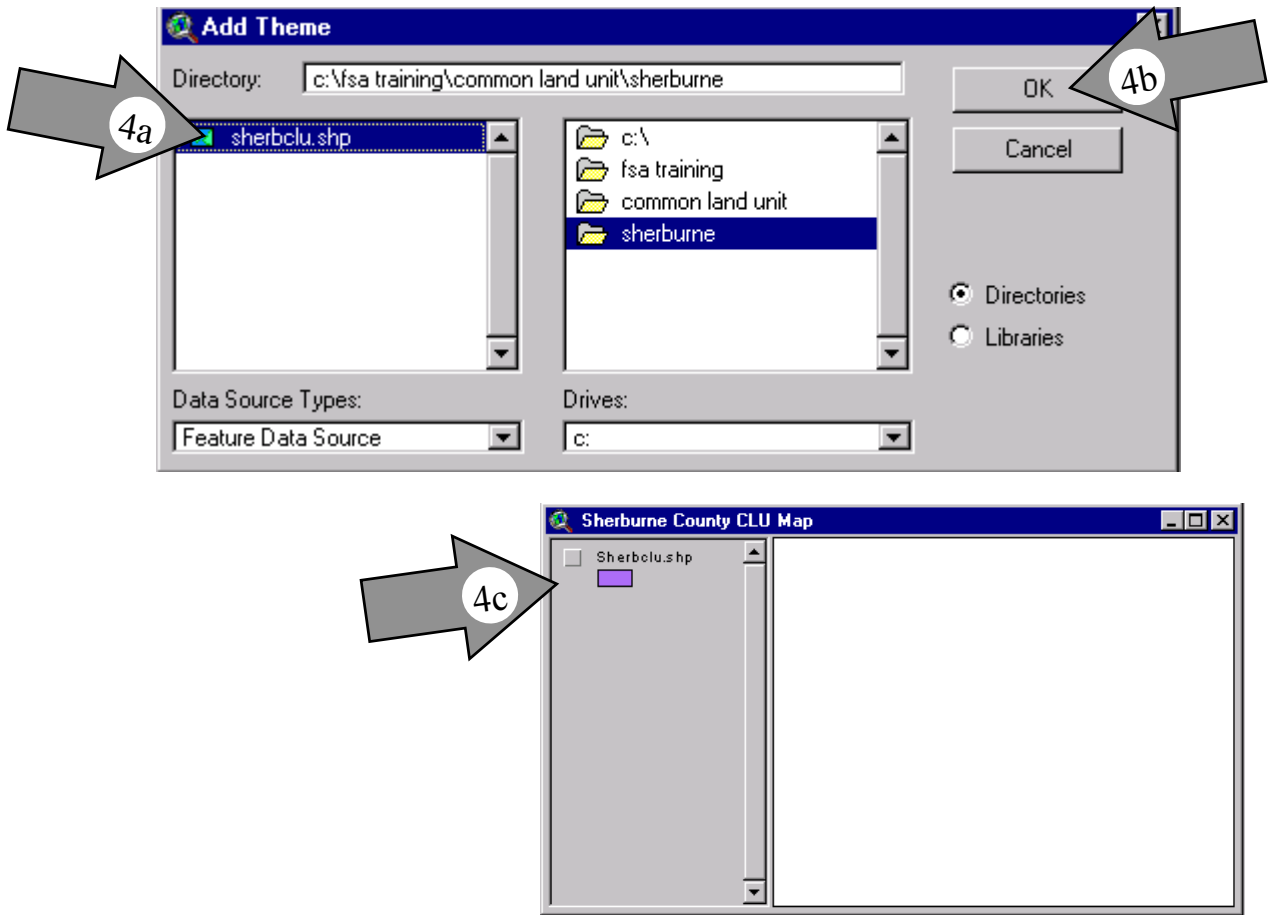 Add Theme
Directory: c:\fsa training\common land unit\sherburne
OK
4b
4a
sherbclu.shp
c:\
fsa training
common land unit
sherburne
Cancel
Directories
Libraries
Data Source Types:
Drives:
Feature Data Source
c:
Sherburne County CLU Map
Sherbclu.shp
4c